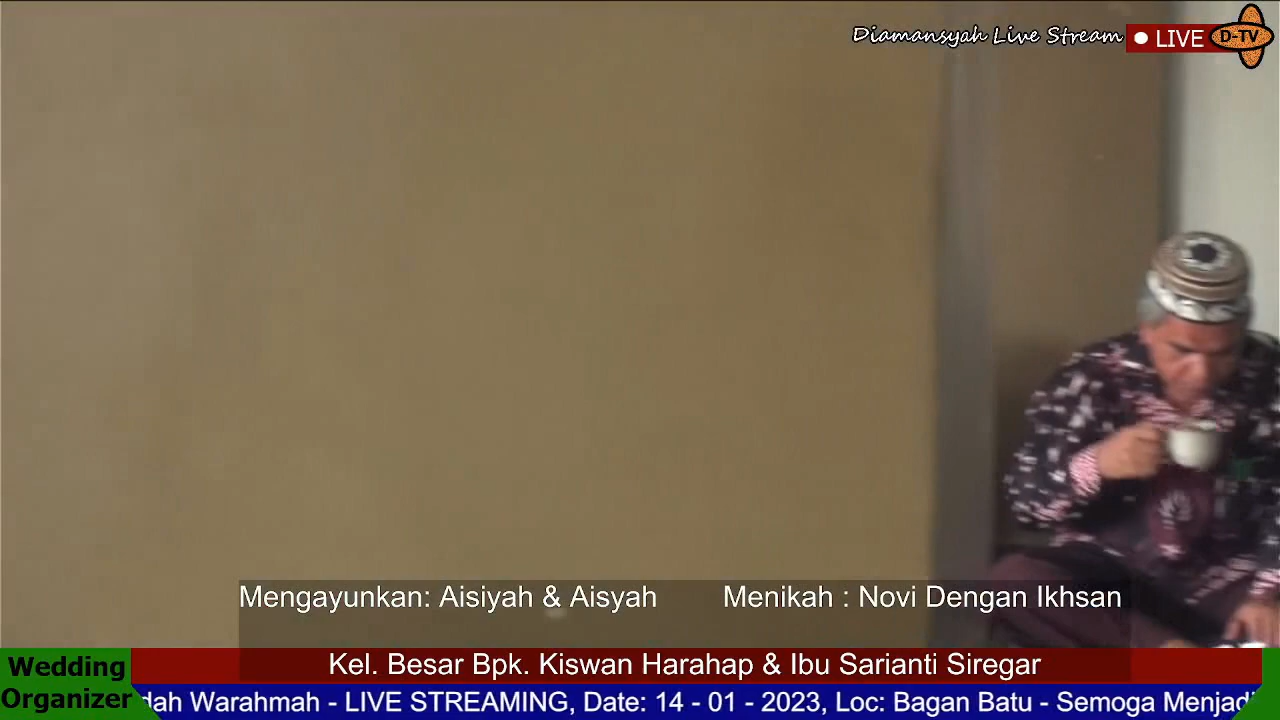 Diamansyah Live Stream
LIVE
D-TV
Mengayunkan: Aisiyah & Aisyah
Menikah : Novi Dengan Ikhsan
Kel. Besar Bpk. Kiswan Harahap & Ibu Sarianti Siregar
Wedding
Organizer
dah Warahmah - LIVE STREAMING, Date: 14 - 01 - 2023, Loc: Bagan Batu - Semoga Menjadi